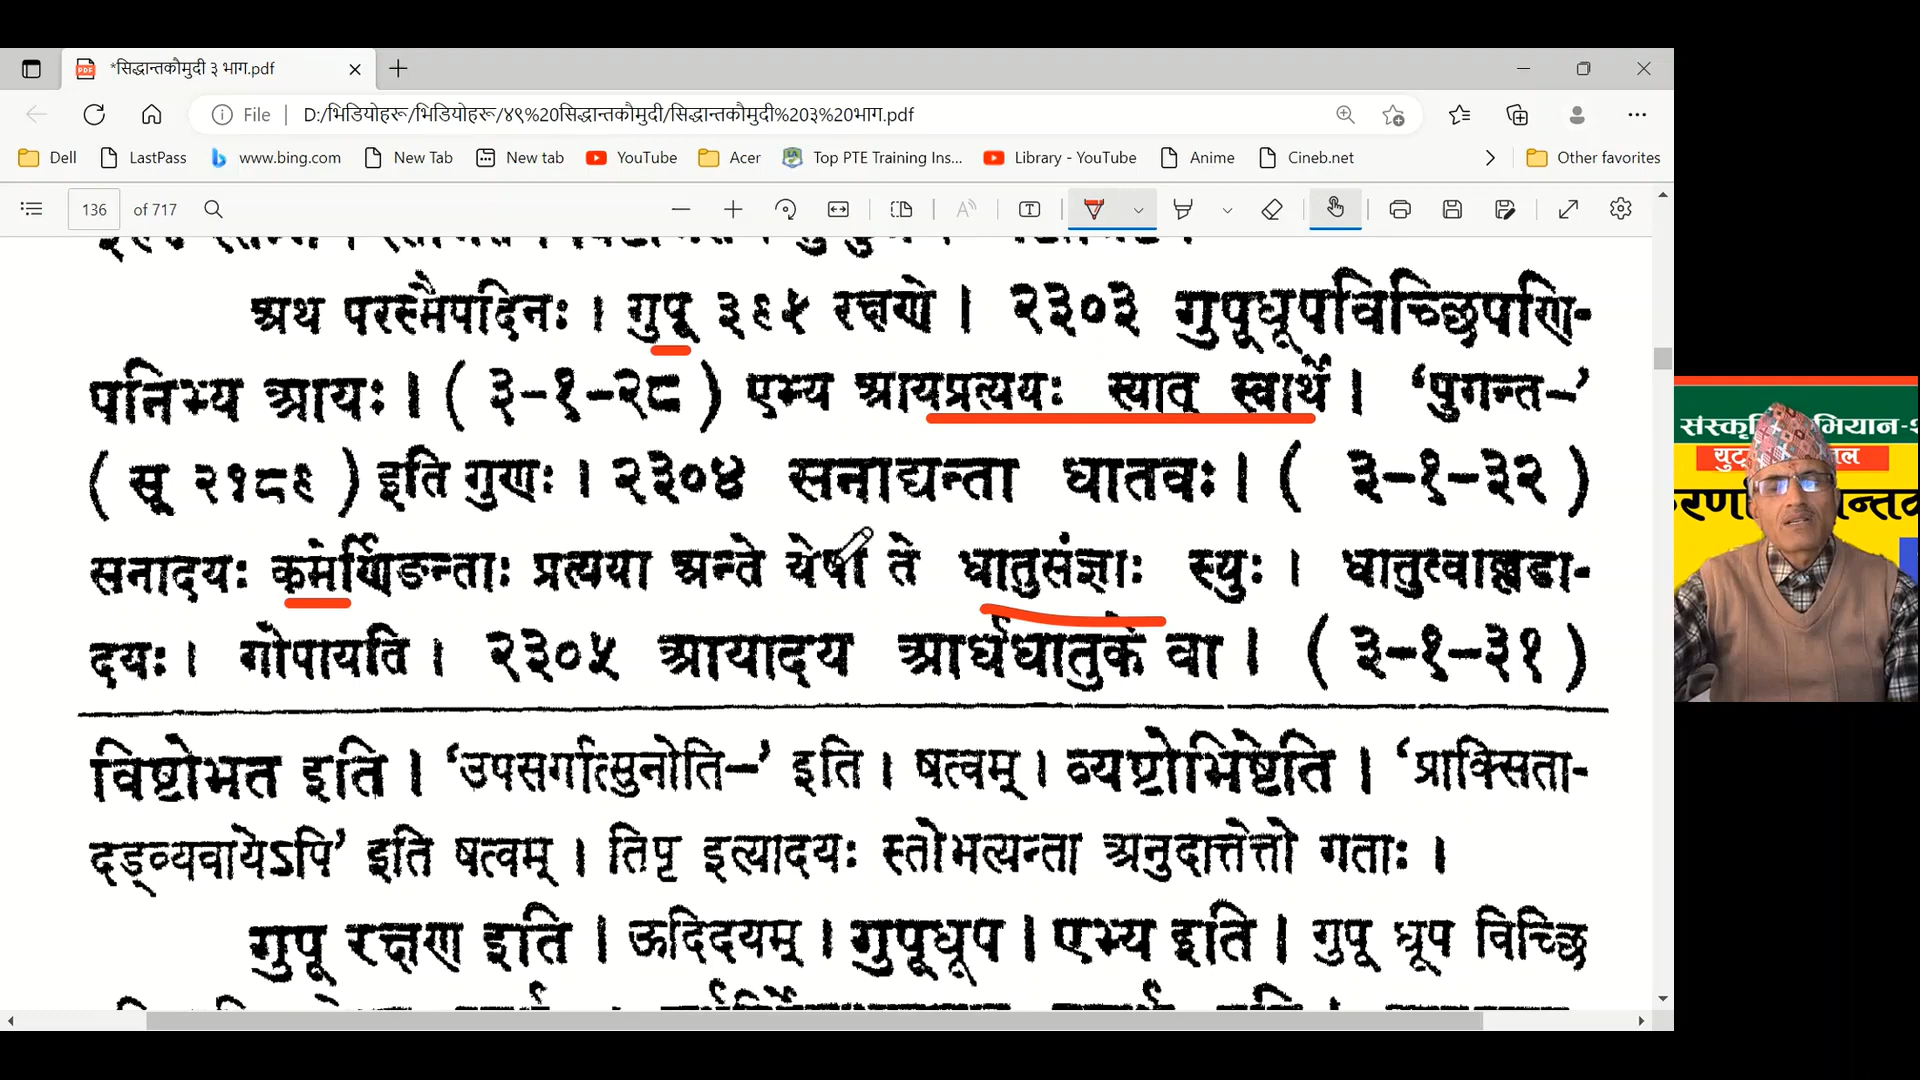 *सिद्धान्तकौमुदी ३ भाग.pdf
File
D:/भिडियोहरू/भिडियोहरू/४९%20सिद्धान्तकौमुदी/सिद्धान्तकौमुदी%20३%20भाग.pdf
Dell LastPass www.bing.com New Tab New tab YouTube Acer Top PTE Training Ins... Library - YouTube Anime Cineb.net Other favorites
136 of 717
अथ परस्मैपदिनः । गुपू ३९५ रक्षणे । २३०३ गुपूधूपविच्छिपणि-
पनिभ्य आयः । ( ३-१-२८ ) एभ्य आयप्रत्ययः स्यात् स्वार्थे । 'पुगन्त-'
( सू २१८९ ) इति गुणः । २३०४ सनाद्यन्ता धातवः । ( ३-१-३२ )
सनादयः कमेर्णिङन्ताः प्रत्यया अन्ते येषां ते धातुसंज्ञाः स्युः । धातुत्वाल्लडा-
दयः । गोपायति । २३०५ आयादय आर्धधातुके वा । ( ३-१-३१ )
विष्टोभत इति । 'उपसर्गात्सुनोति-' इति । षत्वम् । व्यष्टोभिष्टेति । 'प्राक्सिता-
दड्व्यवायेऽपि' इति षत्वम् । तिपृ इत्यादयः स्तोभत्यन्ता अनुदात्तेत्तो गताः ।
गुपू रक्षण इति । ऊदिदयम् । गुपूधूप । एभ्य इति । गुपू धूप विच्छि